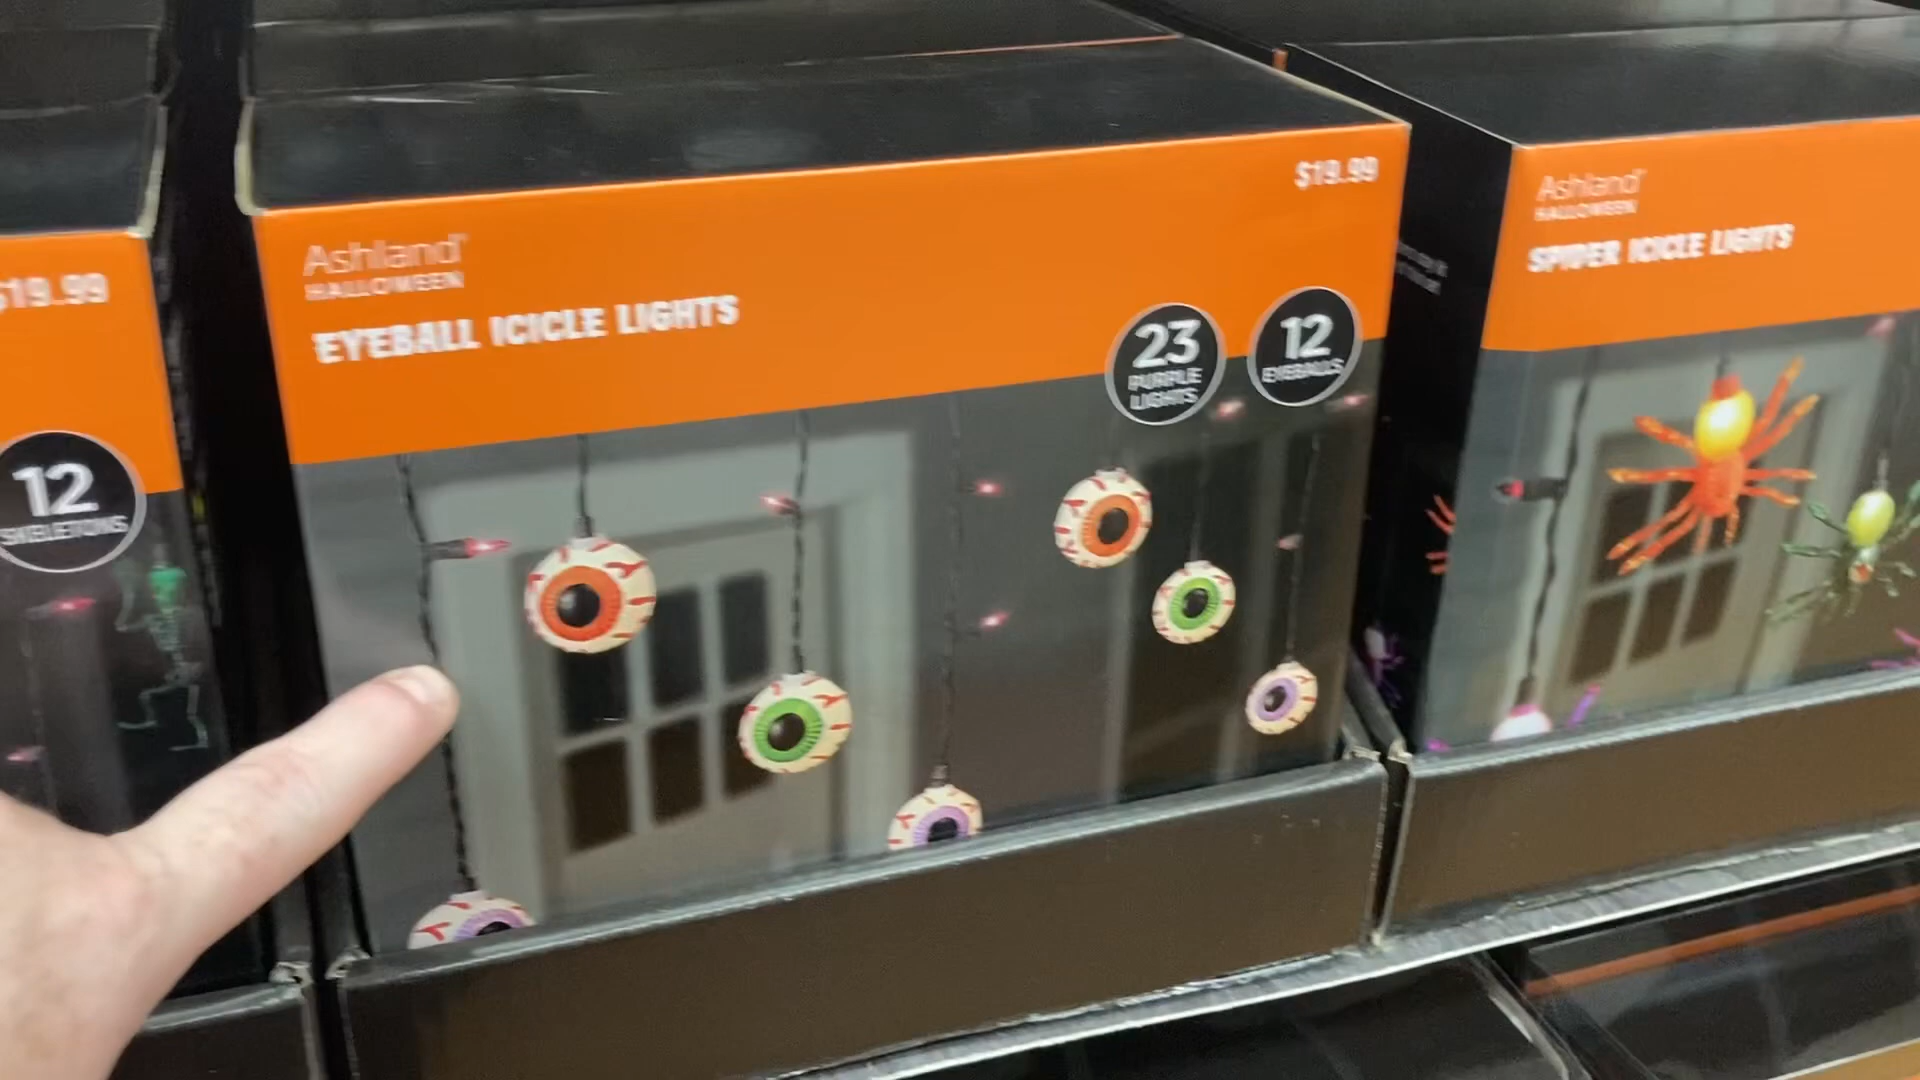 $19.99
12
SKELETONS
Ashland
HALLOWEEN
EYEBALL ICICLE LIGHTS
$19.99
23
PURPLE
LIGHTS
12
EYEBALLS
Ashland
HALLOWEEN
SPIDER ICICLE LIGHTS